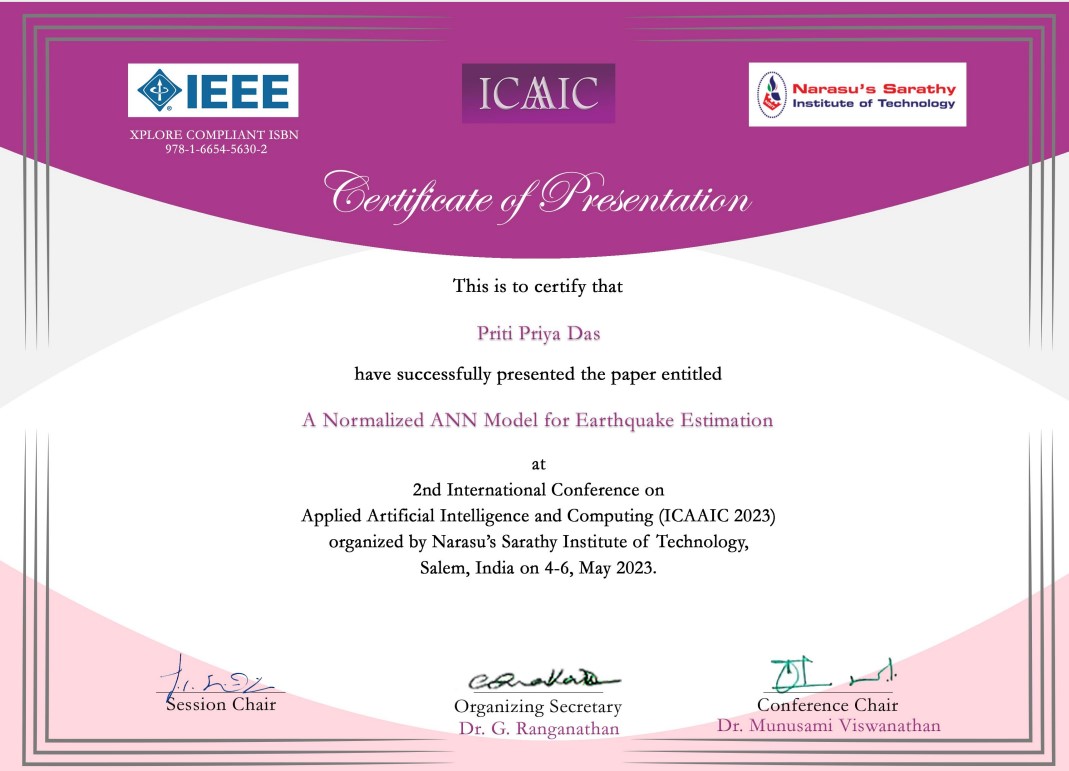 IEEE
ICAAIC
Narasu's Sarathy
Institute of Technology
XPLORE COMPLIANT ISBN
978-1-6654-5630-2
Certificate of Presentation
This is to certify that
Priti Priya Das
have successfully presented the paper entitled
A Normalized ANN Model for Earthquake Estimation
at
2nd International Conference on
Applied Artificial Intelligence and Computing (ICAAIC 2023)
organized by Narasu’s Sarathy Institute of Technology,
Salem, India on 4-6, May 2023.
Session Chair
Organizing Secretary
Dr. G. Ranganathan
Conference Chair
Dr. Munusami Viswanathan